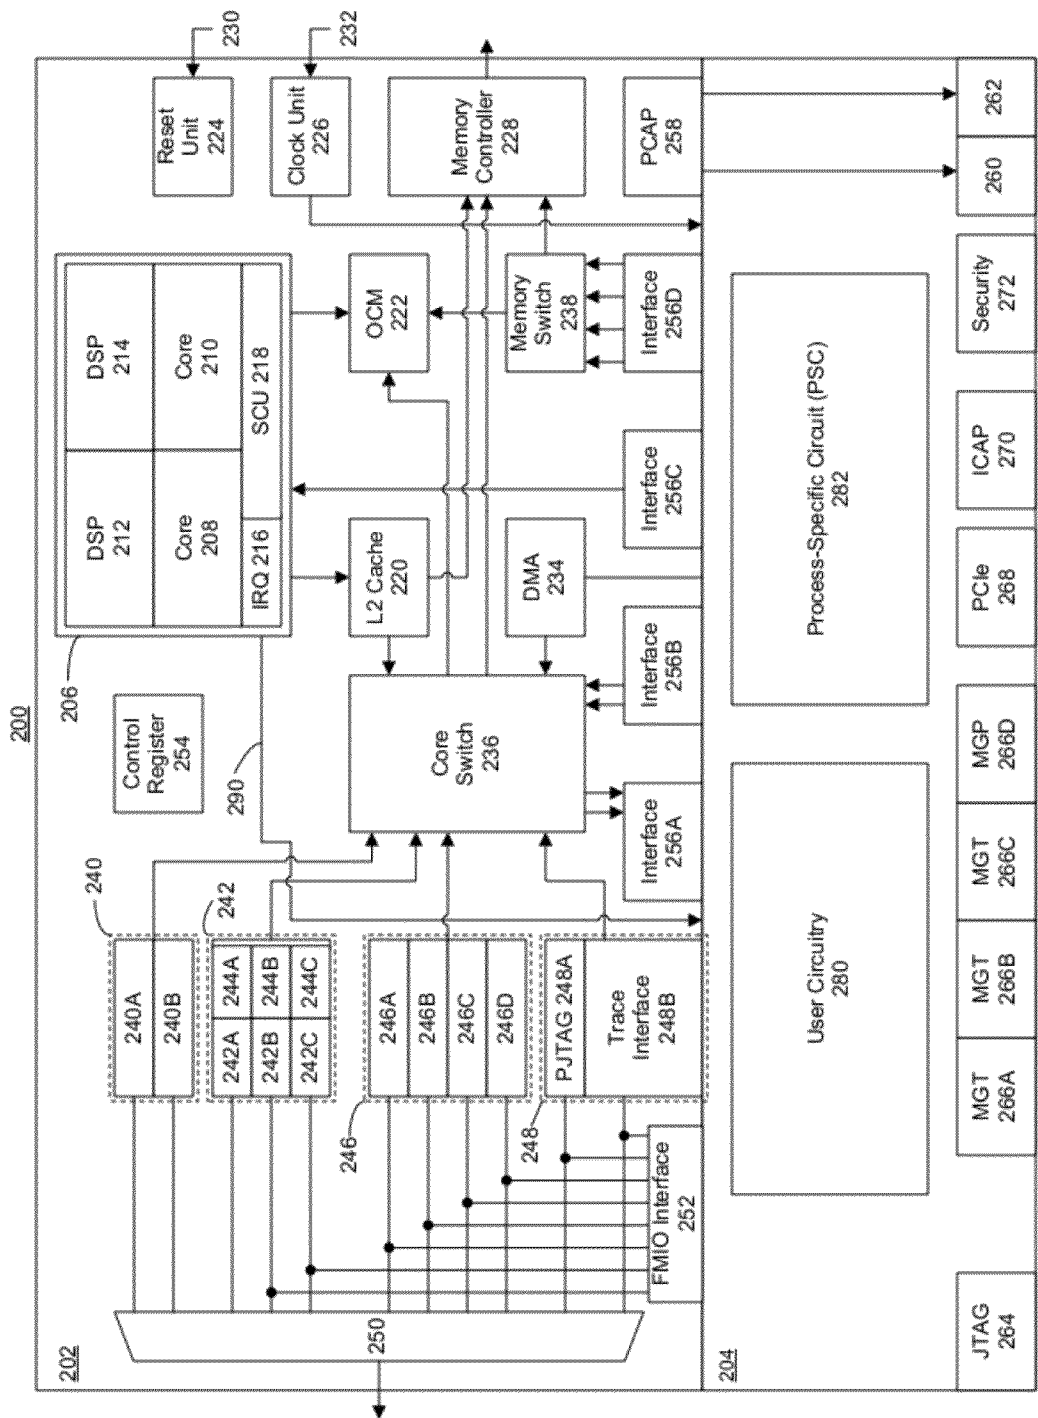 200
202
230
232
Reset
Unit
224
Clock Unit
226
Memory
Controller
228
PCAP
258
206
DSP
212
DSP
214
Core
208
Core
210
IRQ 216
SCU 218
Control
Register
254
290
L2 Cache
220
OCM
222
Core
Switch
236
DMA
234
Memory
Switch
238
Interface
256A
Interface
256B
Interface
256C
Interface
256D
240
240A
240B
242
242A
244A
242B
244B
242C
244C
246
246A
246B
246C
246D
248
PJTAG 248A
Trace
Interface
248B
250
FMIO Interface
252
204
User Circuitry
280
Process-Specific Circuit (PSC)
282
JTAG
264
MGT
266A
MGT
266B
MGT
266C
MGP
266D
PCIe
268
ICAP
270
Security
272
260
262